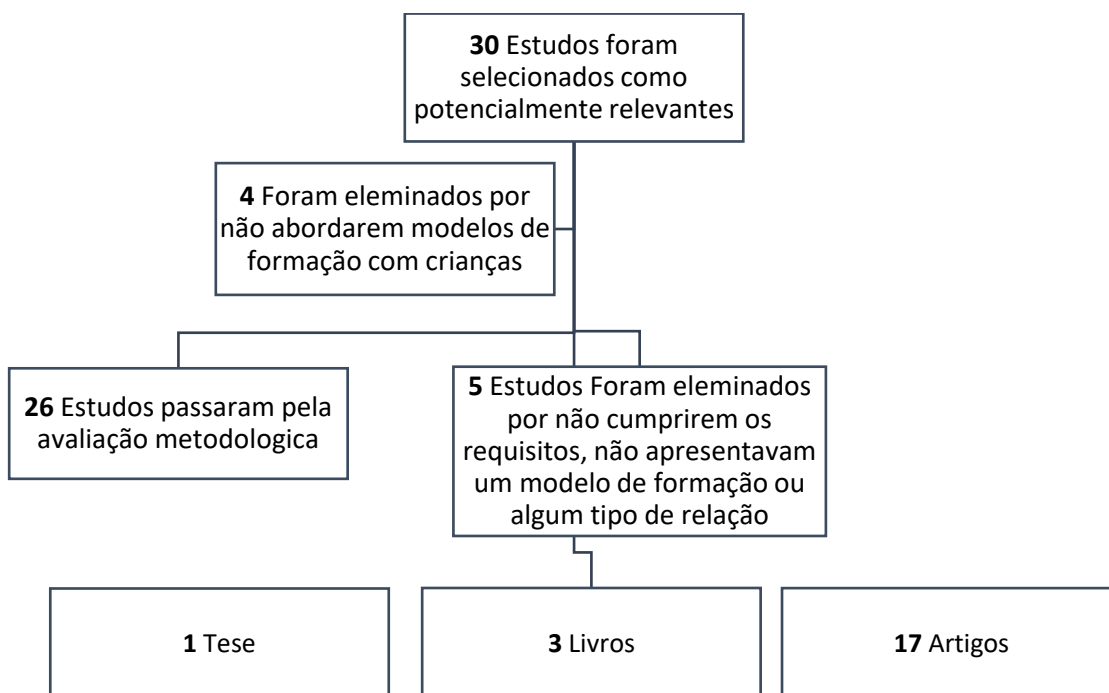 30 Estudos foram
selecionados como
potencialmente relevantes
4 Foram eleminados por
não abordarem modelos de
formação com crianças
26 Estudos passaram pela
avaliação metodologica
5 Estudos Foram eleminados
por não cumprirem os
requisitos, não apresentavam
um modelo de formação ou
algum tipo de relação
1 Tese
3 Livros
17 Artigos